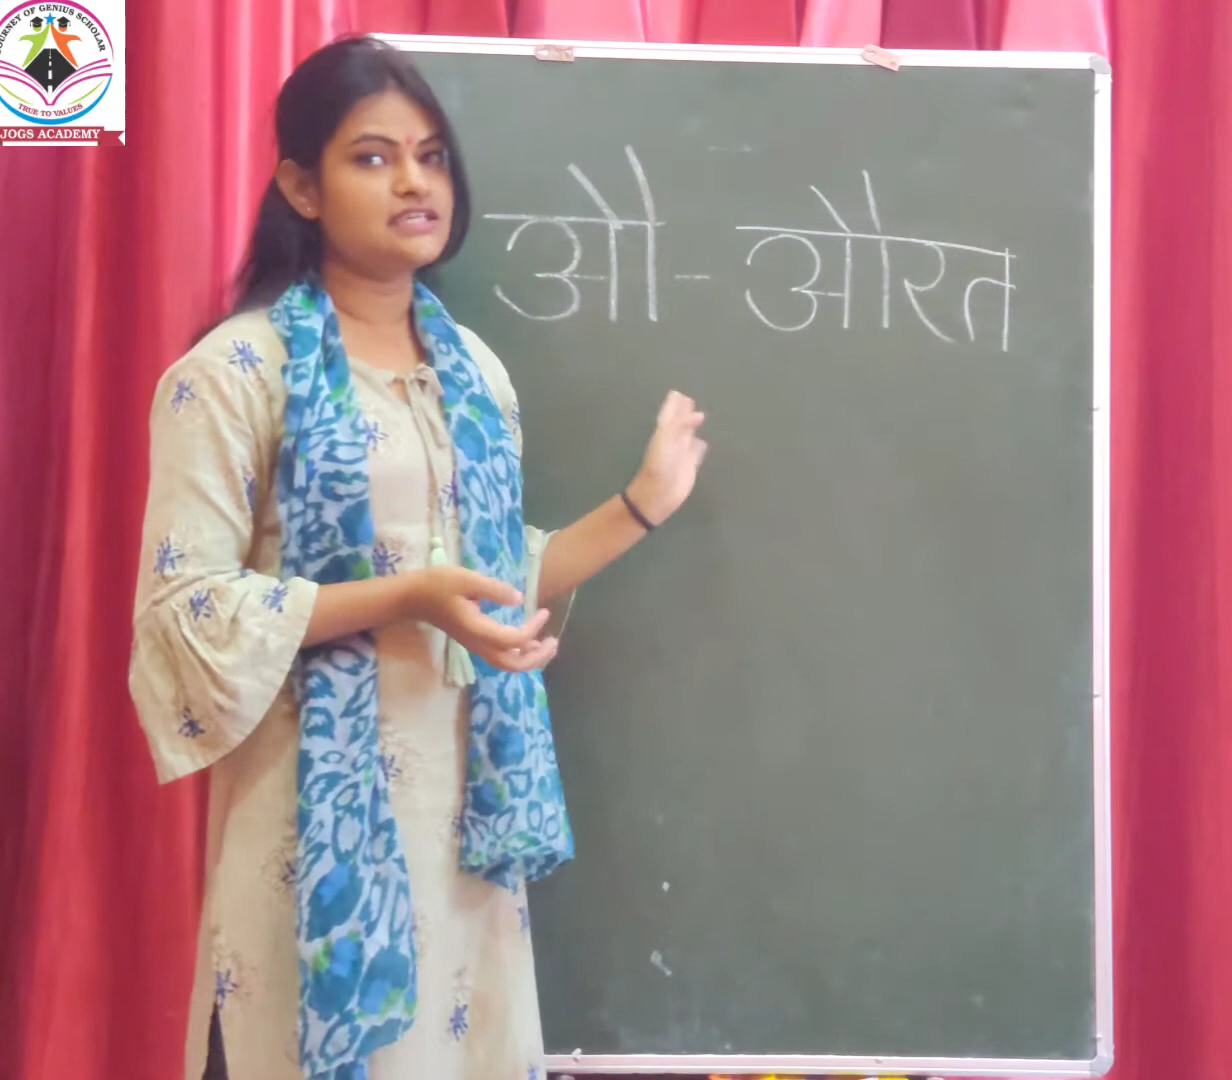 JOURNEY OF GENIUS SCHOLAR
TRUE TO VALUES
JOGS ACADEMY
औ - औरत